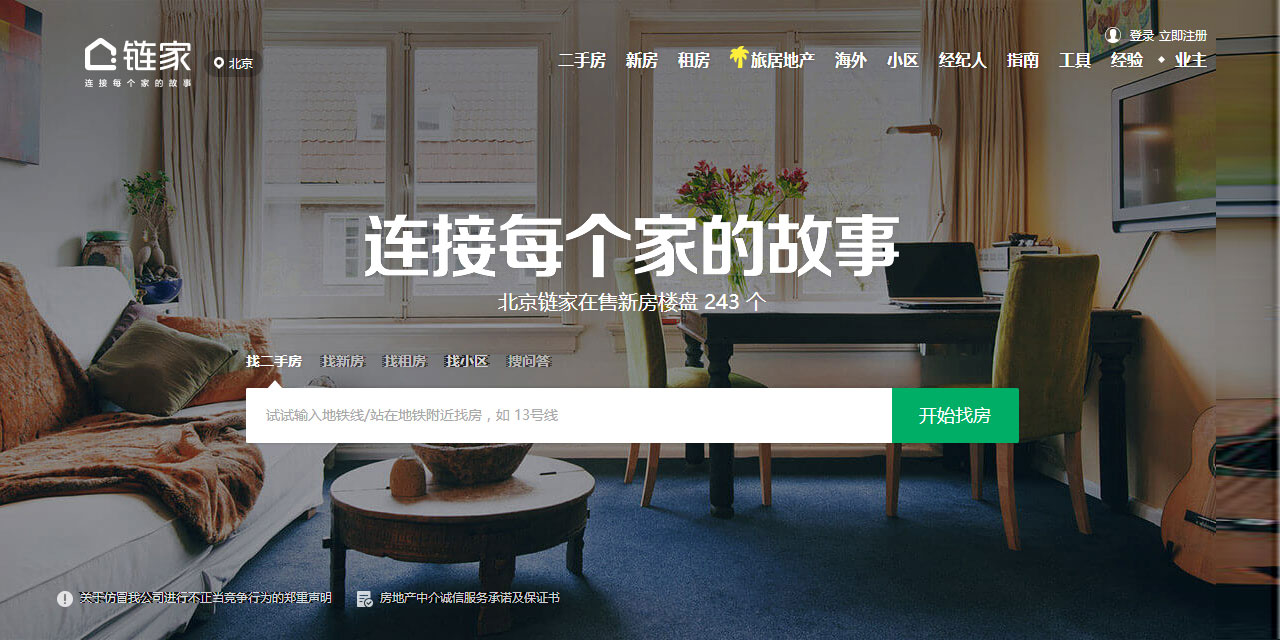 链家
连接每个家的故事
北京
登录 立即注册
二手房 新房 租房 旅居地产 海外 小区 经纪人 指南 工具 经验 业主
连接每个家的故事
北京链家在售新房楼盘 243 个
找二手房 找新房 找租房 找小区 搜问答
试试输入地铁线/站在地铁附近找房，如 13号线
开始找房
关于仿冒我公司进行不正当竞争行为的郑重声明
房地产中介诚信服务承诺及保证书